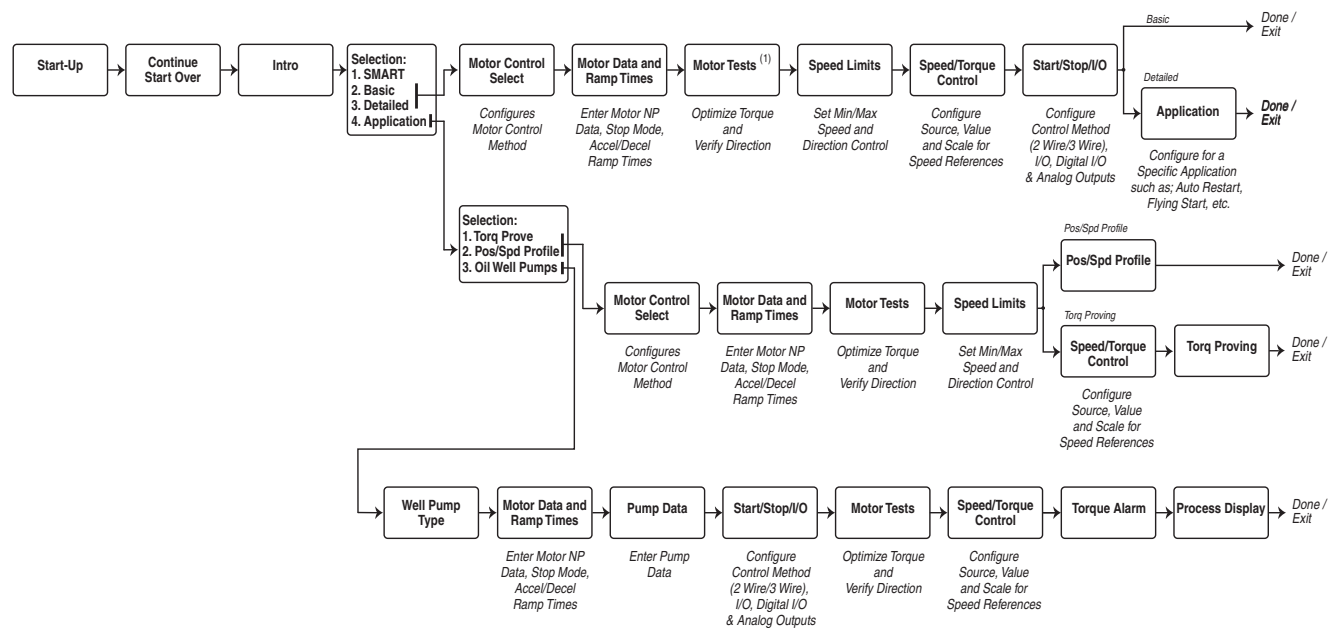 Start-Up
Continue
Start Over
Intro
Selection:
1. SMART
2. Basic
3. Detailed
4. Application
Motor Control
Select
Configures
Motor Control
Method
Motor Data and
Ramp Times
Enter Motor NP
Data, Stop Mode,
Accel/Decel
Ramp Times
Motor Tests (1)
Optimize Torque
and
Verify Direction
Speed Limits
Set Min/Max
Speed and
Direction Control
Speed/Torque
Control
Configure
Source, Value
and Scale for
Speed References
Start/Stop/I/O
Configure
Control Method
(2 Wire/3 Wire),
I/O, Digital I/O
& Analog Outputs
Basic
Done /
Exit
Detailed
Application
Done /
Exit
Configure for a
Specific Application
such as; Auto Restart,
Flying Start, etc.
Selection:
1. Torq Prove
2. Pos/Spd Profile
3. Oil Well Pumps
Motor Control
Select
Configures
Motor Control
Method
Motor Data and
Ramp Times
Enter Motor NP
Data, Stop Mode,
Accel/Decel
Ramp Times
Motor Tests
Optimize Torque
and
Verify Direction
Speed Limits
Set Min/Max
Speed and
Direction Control
Pos/Spd Profile
Pos/Spd Profile
Done /
Exit
Torq Proving
Speed/Torque
Control
Configure
Source, Value
and Scale for
Speed References
Torq Proving
Done /
Exit
Well Pump
Type
Motor Data and
Ramp Times
Enter Motor NP
Data, Stop Mode,
Accel/Decel
Ramp Times
Pump Data
Enter Pump
Data
Start/Stop/I/O
Configure
Control Method
(2 Wire/3 Wire),
I/O, Digital I/O
& Analog Outputs
Motor Tests
Optimize Torque
and
Verify Direction
Speed/Torque
Control
Configure
Source, Value
and Scale for
Speed References
Torque Alarm
Process Display
Done /
Exit